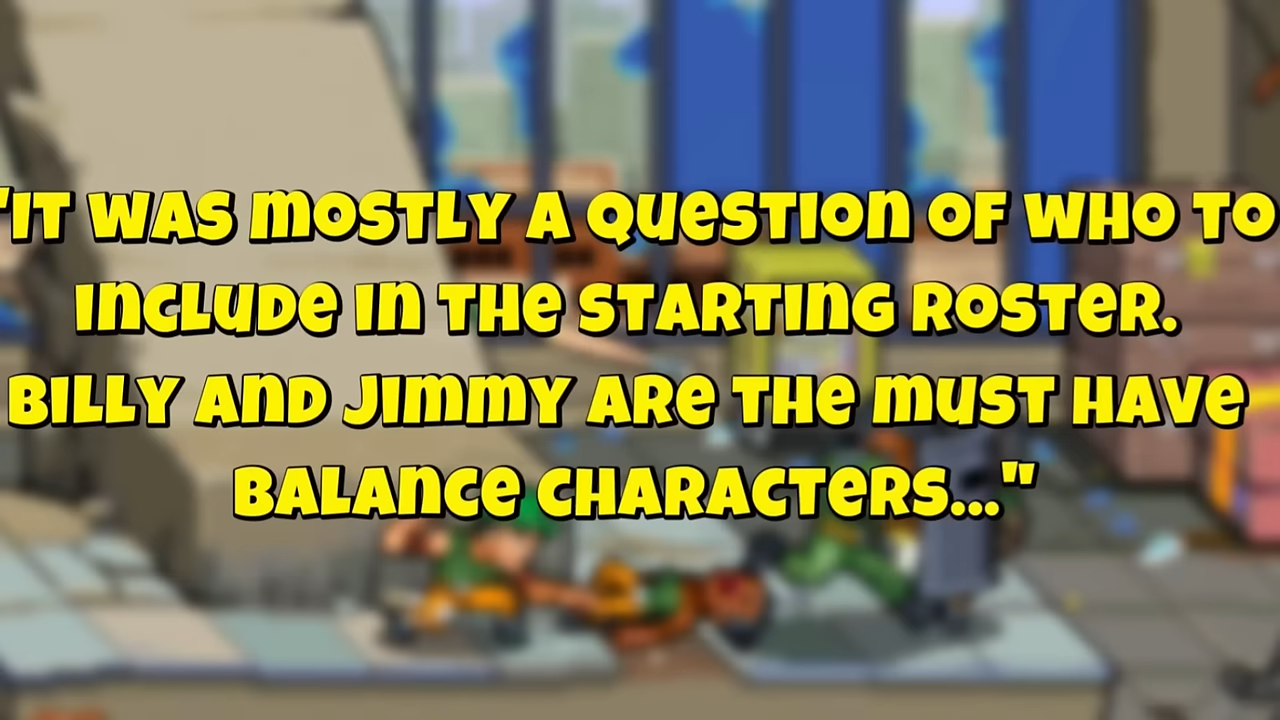 "It was mostly a question of who to
include in the starting roster.
Billy and Jimmy are the must have
balance characters..."